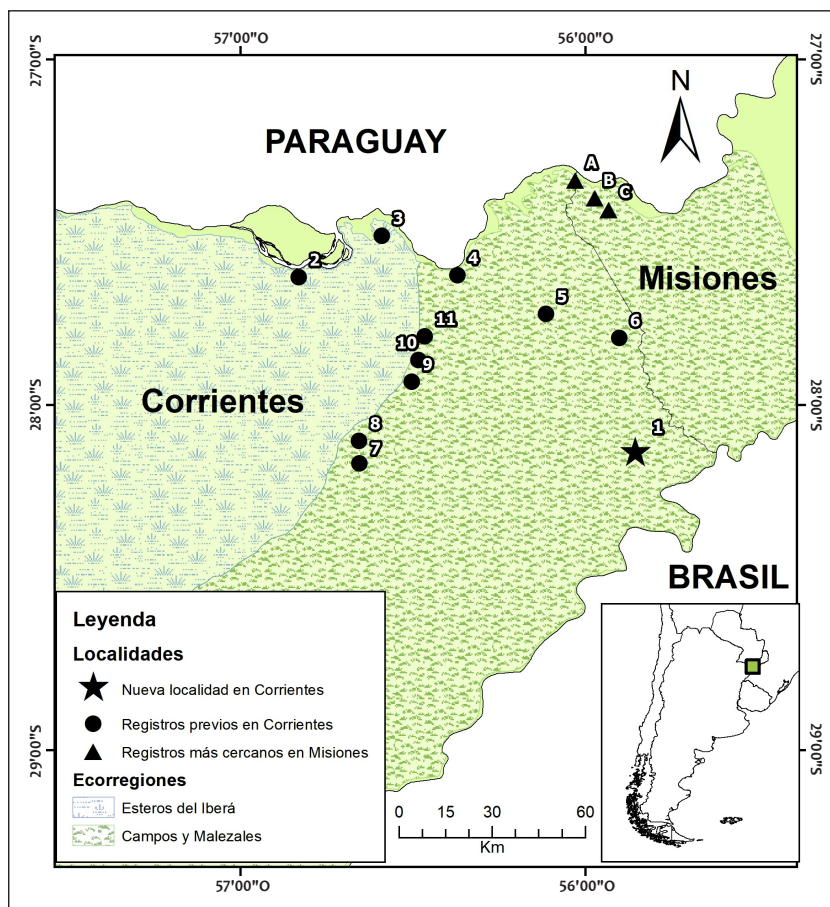 57°00"O
56°00"O
27°00"S
27°00"S
N
PARAGUAY
A
B
C
3
2
4
Misiones
5
6
11
10
9
Corrientes
28°00"S
28°00"S
8
1
7
BRASIL
Leyenda
Localidades
Nueva localidad en Corrientes
Registros previos en Corrientes
Registros más cercanos en Misiones
Ecorregiones
Esteros del Iberá
Campos y Malezales
29°00"S
29°00"S
0 15 30 60
Km
57°00"O
56°00"O